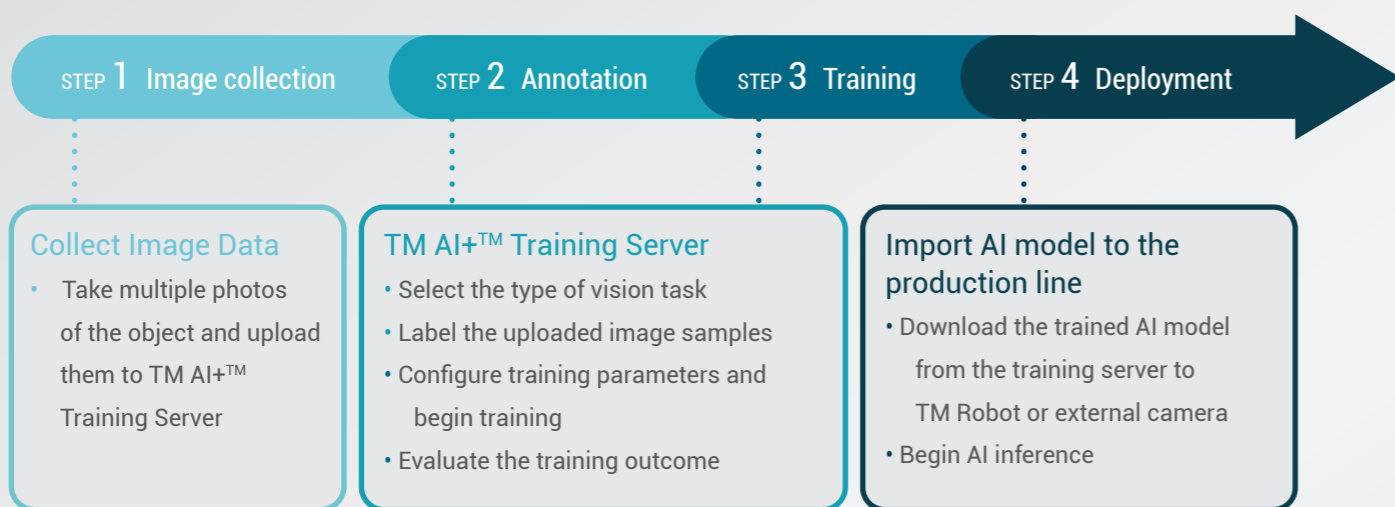 STEP 1 Image collection
STEP 2 Annotation
STEP 3 Training
STEP 4 Deployment
Collect Image Data
• Take multiple photos
of the object and upload
them to TM AI+™
Training Server
TM AI+™ Training Server
• Select the type of vision task
• Label the uploaded image samples
• Configure training parameters and
begin training
• Evaluate the training outcome
Import AI model to the
production line
• Download the trained AI model
from the training server to
TM Robot or external camera
• Begin AI inference